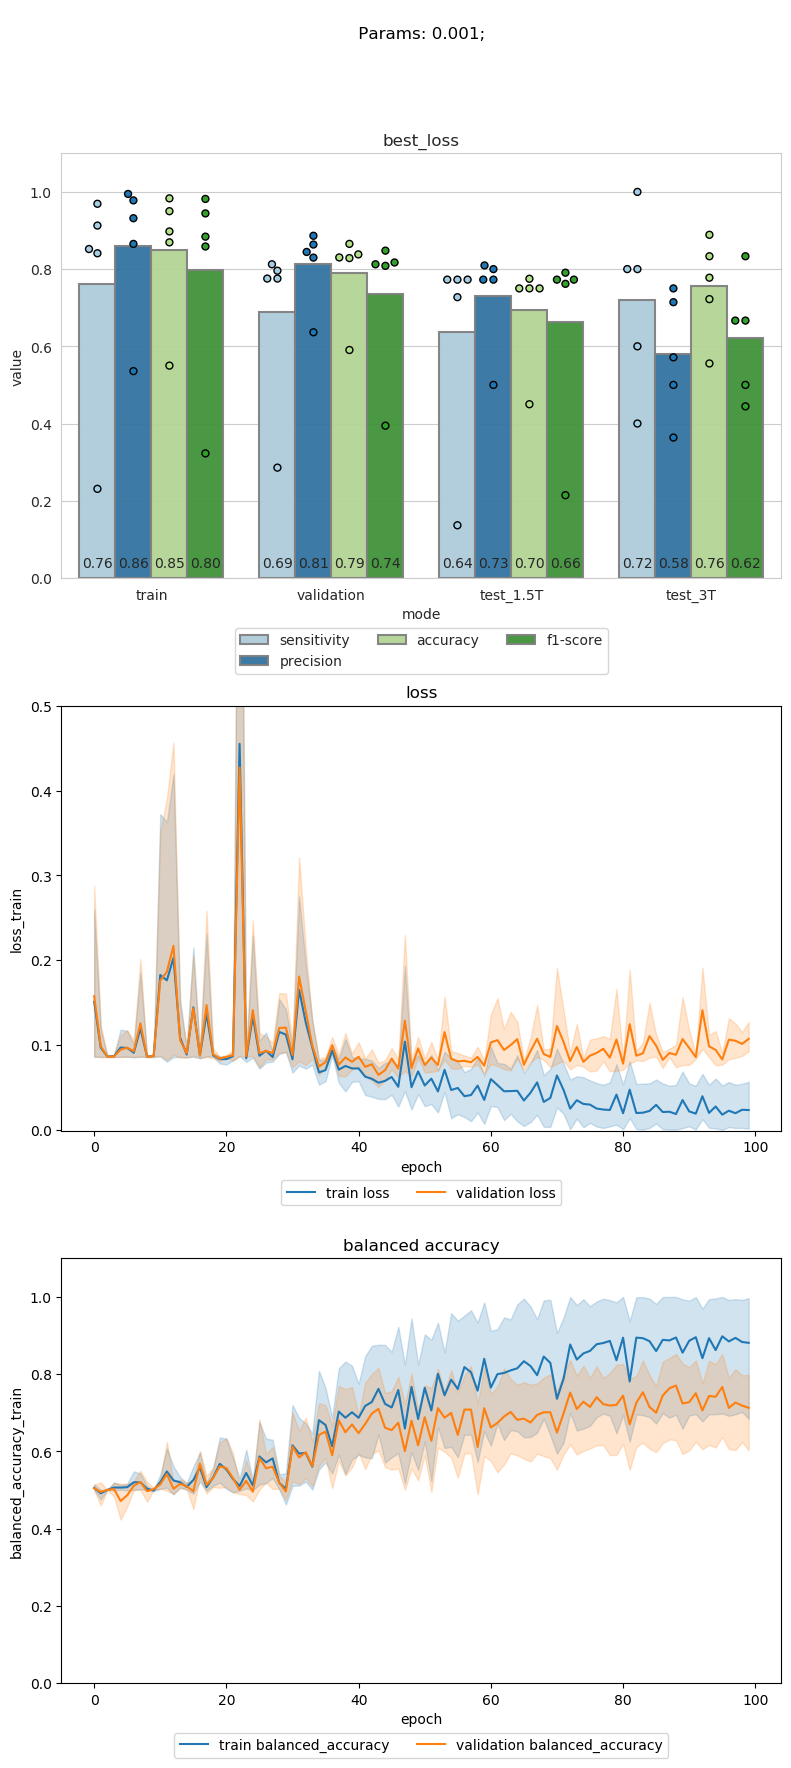 Params: 0.001;
best_loss
value
1.0
0.8
0.6
0.4
0.2
0.0
0.76 0.86 0.85 0.80 0.69 0.81 0.79 0.74 0.64 0.73 0.70 0.66 0.72 0.58 0.76 0.62
train validation test_1.5T test_3T
mode
sensitivity accuracy f1-score
precision
loss
loss_train
0.5
0.4
0.3
0.2
0.1
0.0
0 20 40 60 80 100
epoch
train loss validation loss
balanced accuracy
balanced_accuracy_train
1.0
0.8
0.6
0.4
0.2
0.0
0 20 40 60 80 100
epoch
train balanced_accuracy validation balanced_accuracy